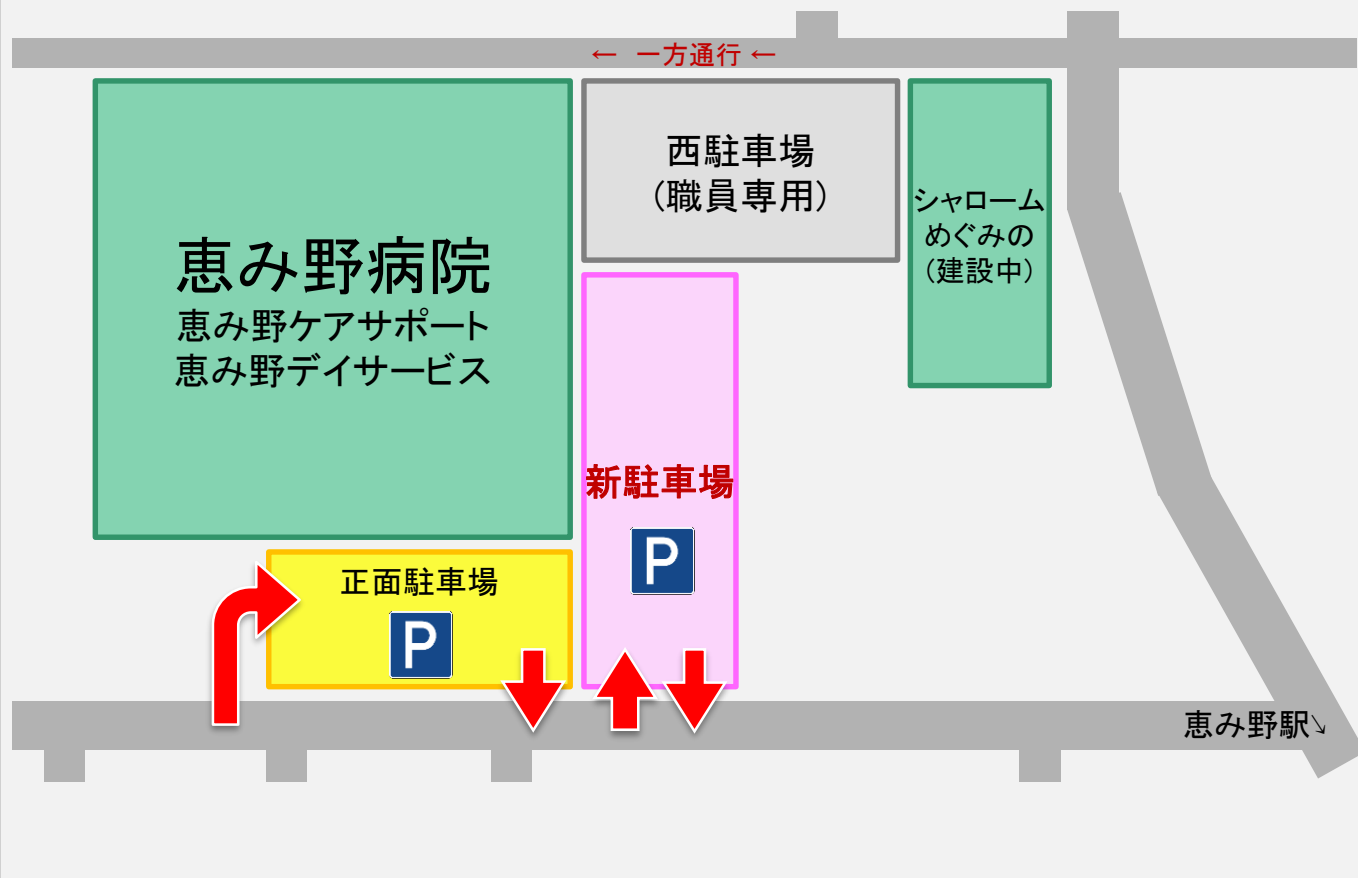 ← 一方通行 ←
西駐車場
(職員専用)
シャローム
めぐみの
(建設中)
恵み野病院
恵み野ケアサポート
恵み野デイサービス
新駐車場
P
正面駐車場
P
恵み野駅↘